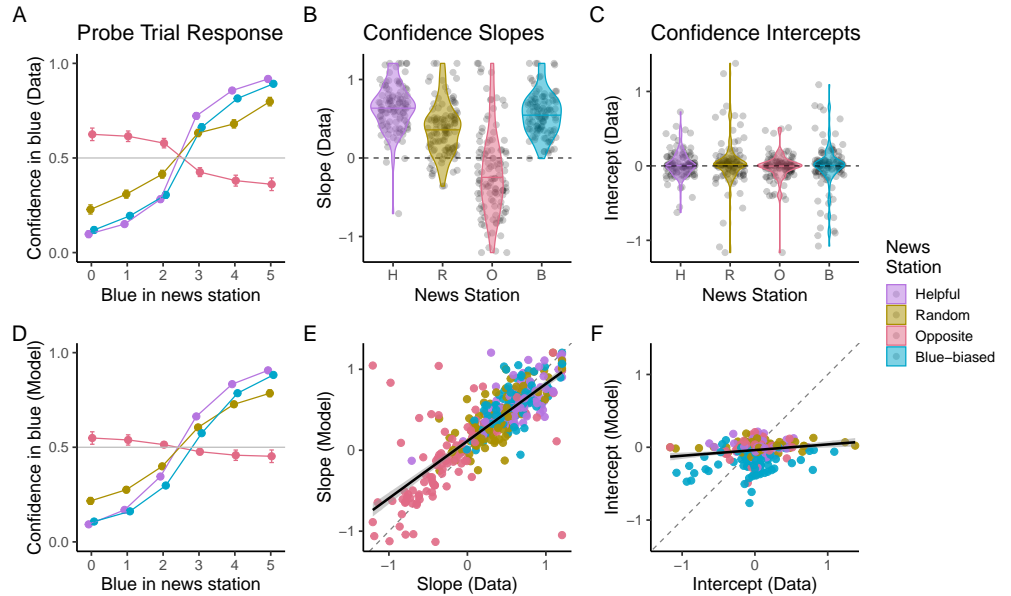 A
Probe Trial Response
Confidence in blue (Data)
1.0
0.5
0.0
0 1 2 3 4 5
Blue in news station
B
Confidence Slopes
Slope (Data)
1
0
−1
H R O B
News Station
C
Confidence Intercepts
Intercept (Data)
1
0
−1
H R O B
News Station
News
Station
Helpful
Random
Opposite
Blue−biased
D
Confidence in blue (Model)
1.0
0.5
0.0
0 1 2 3 4 5
Blue in news station
E
Slope (Model)
1
0
−1
−1 0 1
Slope (Data)
F
Intercept (Model)
1
0
−1
−1 0 1
Intercept (Data)